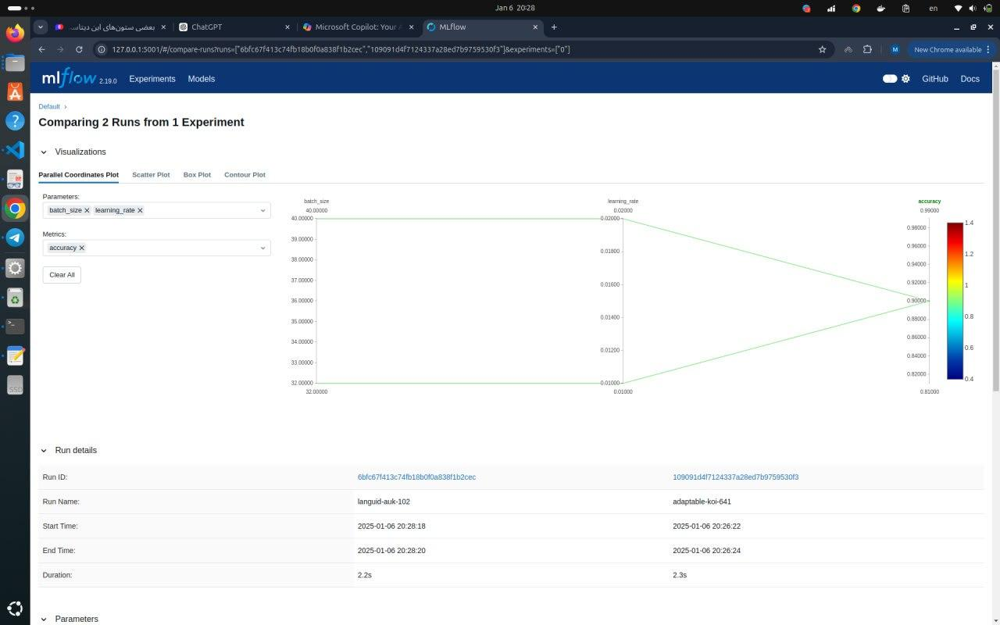 Jan 6 20:28
en
بعضی ستون‌های این دیتاس
ChatGPT
Microsoft Copilot: Your A
MLflow
127.0.0.1:5001/#/compare-runs?runs=["6bfc67f413c74fb18b0f0a838f1b2cec","109091d4f7124337a28ed7b9759530f3"]&experiments=["0"]
M
New Chrome available
mlflow 2.19.0 Experiments Models GitHub Docs
Default
Comparing 2 Runs from 1 Experiment
Visualizations
Parallel Coordinates Plot Scatter Plot Box Plot Contour Plot
Parameters:
batch_size learning_rate
Metrics:
accuracy
Clear All
batch_size
40.00000
40.00000
39.00000
38.00000
37.00000
36.00000
35.00000
34.00000
33.00000
32.00000
32.00000
learning_rate
0.02000
0.02000
0.01800
0.01600
0.01400
0.01200
0.01000
0.01000
accuracy
0.99000
0.98000
0.96000
0.94000
0.92000
0.90000
0.88000
0.86000
0.84000
0.82000
0.81000
1.4
1.2
1
0.8
0.6
0.4
Run details
Run ID: 6bfc67f413c74fb18b0f0a838f1b2cec 109091d4f7124337a28ed7b9759530f3
Run Name: languid-auk-102 adaptable-koi-641
Start Time: 2025-01-06 20:28:18 2025-01-06 20:26:22
End Time: 2025-01-06 20:28:20 2025-01-06 20:26:24
Duration: 2.2s 2.3s
Parameters
SSD